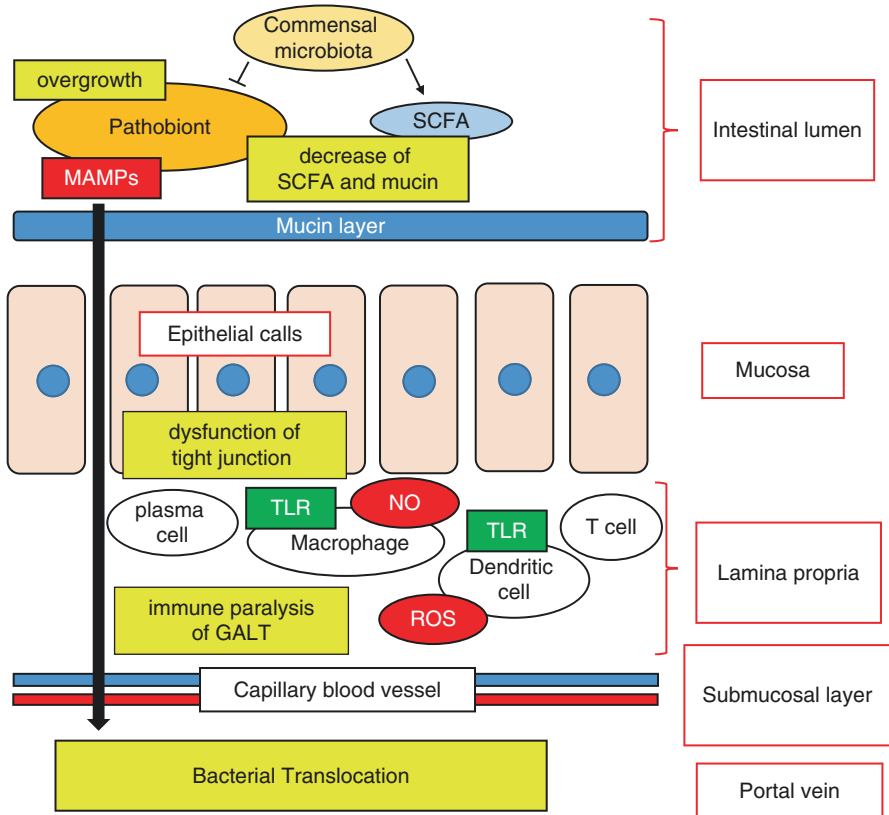 Commensal
microbiota
overgrowth
Pathobiont
SCFA
MAMPs
decrease of
SCFA and mucin
Intestinal lumen
Mucin layer
Epithelial calls
Mucosa
dysfunction of
tight junction
plasma
cell
TLR
NO
Macrophage
TLR
Dendritic
cell
T cell
ROS
immune paralysis
of GALT
Lamina propria
Capillary blood vessel
Submucosal layer
Bacterial Translocation
Portal vein